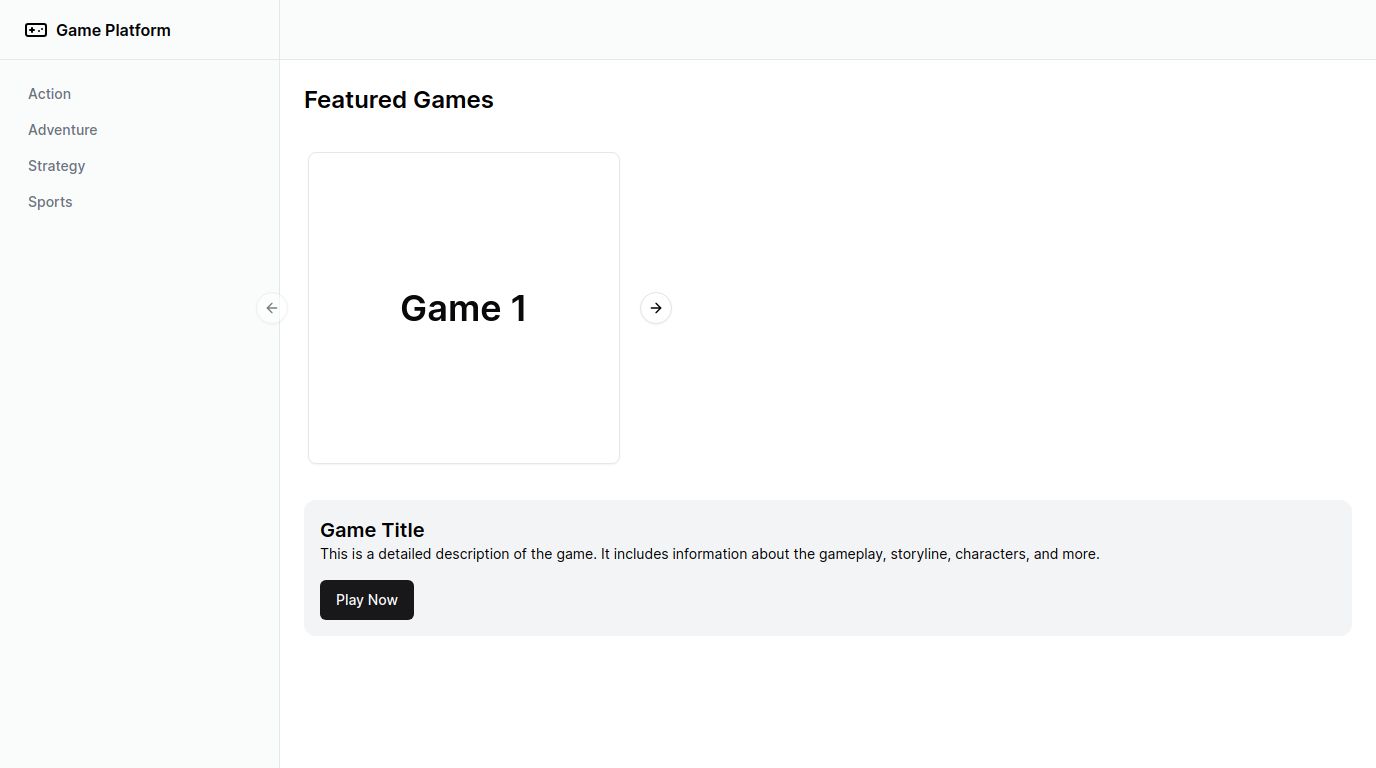 Game Platform
Action
Adventure
Strategy
Sports
Featured Games
Game 1
Game Title
This is a detailed description of the game. It includes information about the gameplay, storyline, characters, and more.
Play Now